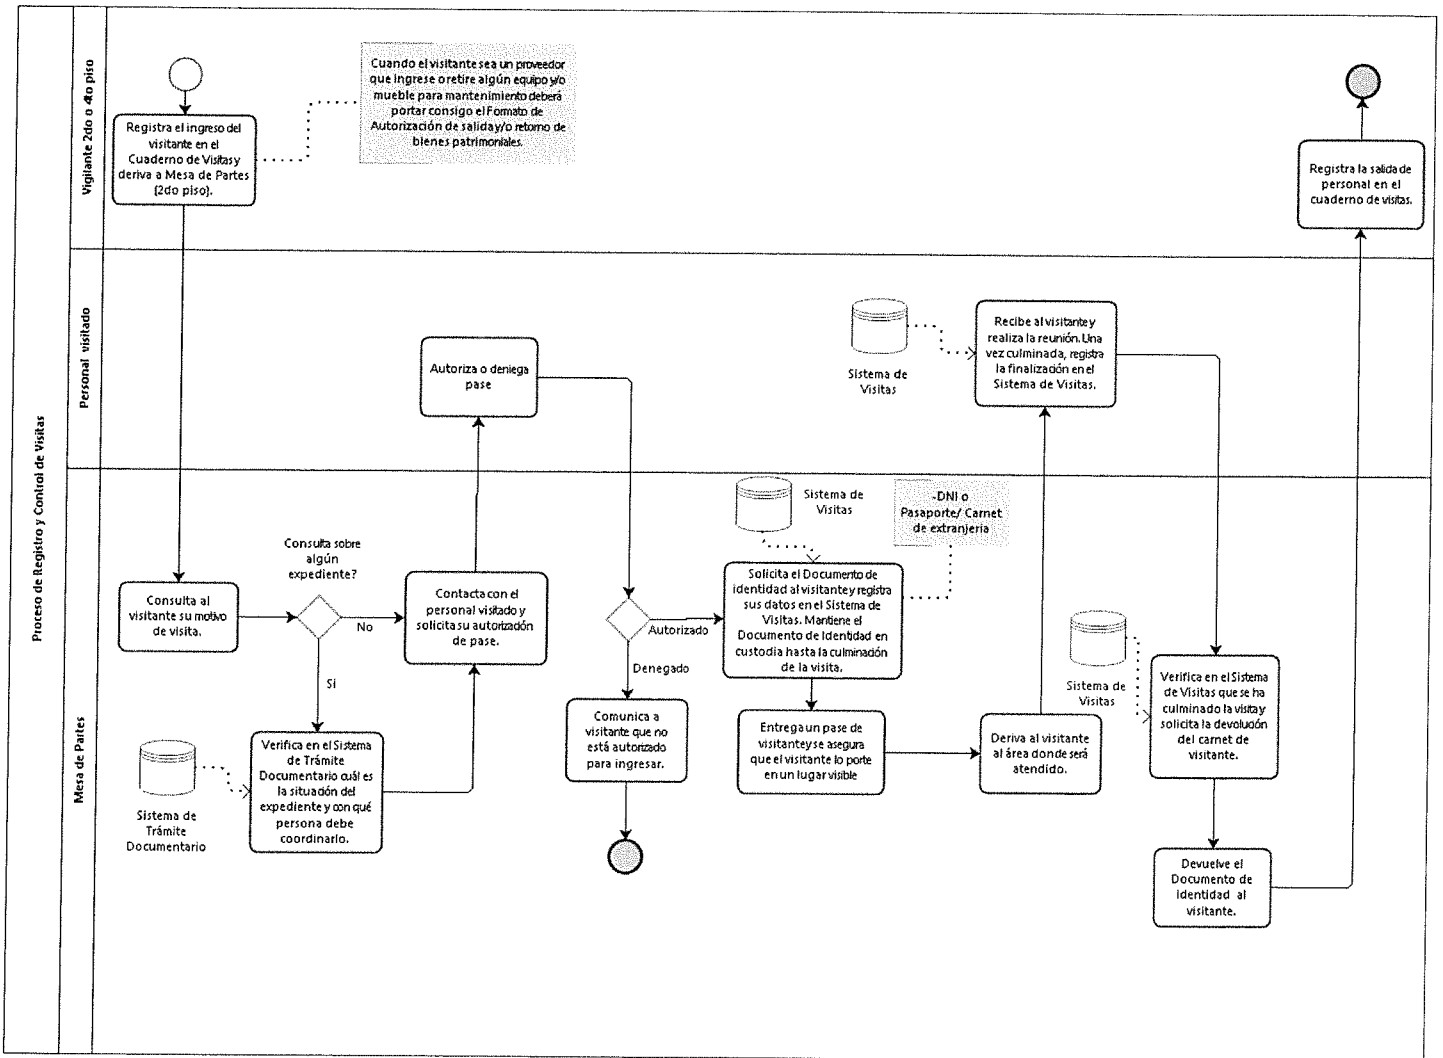 Proceso de Registro y Control de Visitas
Vigilante 2do o 4to piso
Registra el ingreso del
visitante en el
Cuaderno de Visitas y
deriva a Mesa de Partes
(2do piso).
Cuando el visitante sea un proveedor
que ingrese o retire algún equipo y/o
mueble para mantenimiento deberá
portar consigo el Formato de
Autorización de salida y/o retorno de
bienes patrimoniales.
Registra la salida de
personal en el
cuaderno de visitas.
Personal visitado
Autoriza o deniega
pase
Sistema de
Visitas
Recibe al visitante y
realiza la reunión. Una
vez culminada, registra
la finalización en el
Sistema de Visitas.
Mesa de Partes
Consulta al
visitante su motivo
de visita.
Consulta sobre
algún
expediente?
No
Si
Contacta con el
personal visitado y
solicita su autorización
de pase.
Sistema de
Trámite
Documentario
Verifica en el Sistema
de Trámite
Documentario cuál es
la situación del
expediente y con qué
persona debe
coordinarlo.
Autorizado
Denegado
Comunica a
visitante que no
está autorizado
para ingresar.
Sistema de
Visitas
-DNI o
Pasaporte/ Carnet
de extranjería
Solicita el Documento de
identidad al visitante y registra
sus datos en el Sistema de
Visitas. Mantiene el
Documento de Identidad en
custodia hasta la culminación
de la visita.
Entrega un pase de
visitante y se asegura
que el visitante lo porte
en un lugar visible
Deriva al visitante
al área donde será
atendido.
Sistema de
Visitas
Verifica en el Sistema
de Visitas que se ha
culminado la visita y
solicita la devolución
del carnet de
visitante.
Devuelve el
Documento de
identidad al
visitante.